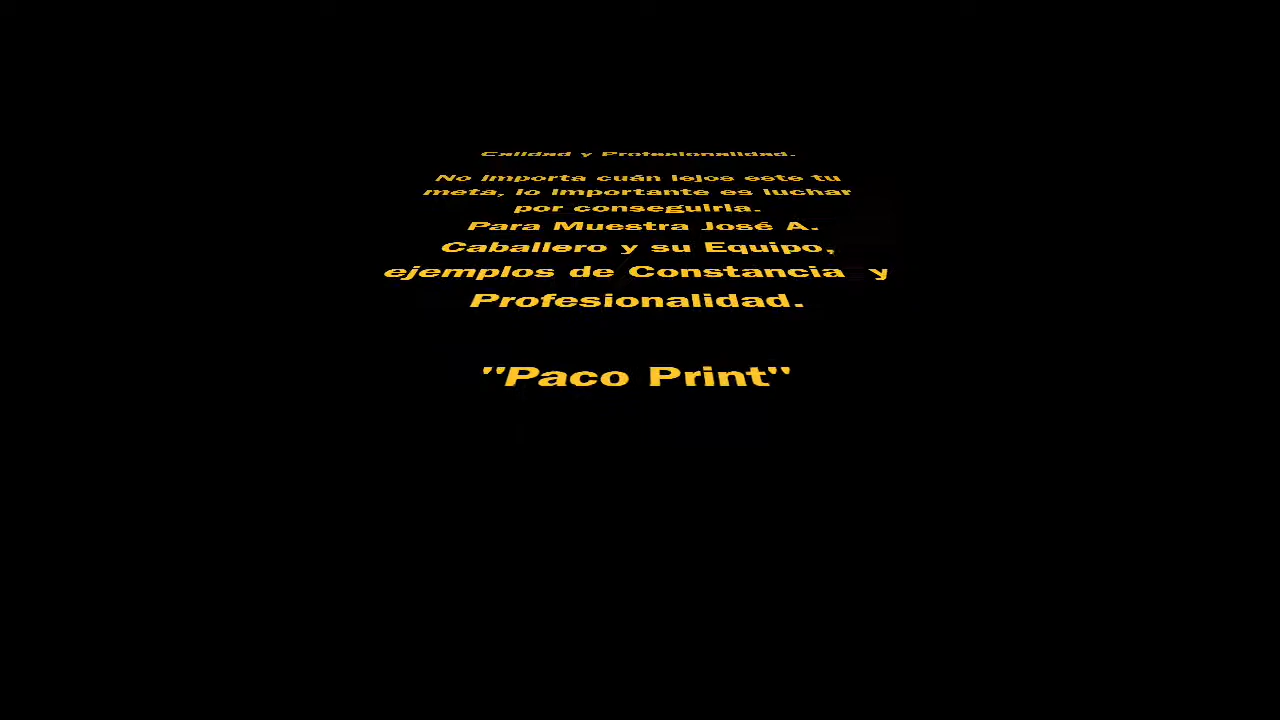 Calidad y Profesionalidad.
No importa cuán lejos este tu
meta, lo importante es luchar
por conseguirla.
Para Muestra José A.
Caballero y su Equipo,
ejemplos de Constancia y
Profesionalidad.
"Paco Print"